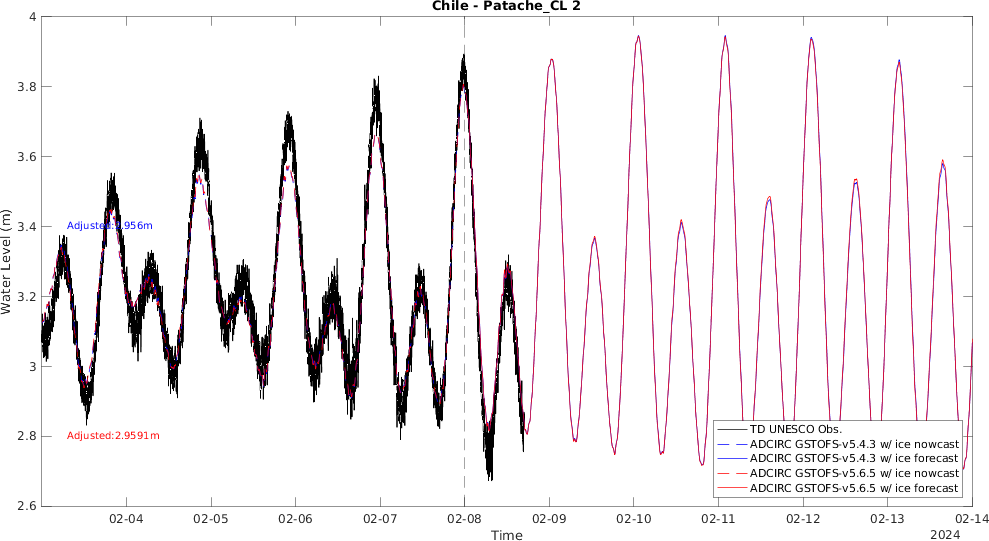 Chile - Patache_CL 2
4
3.8
3.6
3.4
3.2
3
2.8
2.6
Water Level (m)
Adjusted:2.956m
Adjusted:2.9591m
TD UNESCO Obs.
ADCIRC GSTOFS-v5.4.3 w/ ice nowcast
ADCIRC GSTOFS-v5.4.3 w/ ice forecast
ADCIRC GSTOFS-v5.6.5 w/ ice nowcast
ADCIRC GSTOFS-v5.6.5 w/ ice forecast
02-04 02-05 02-06 02-07 02-08 02-09 02-10 02-11 02-12 02-13 02-14
Time
2024